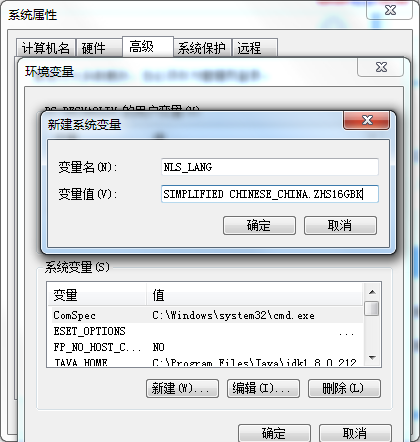 系统属性
计算机名 硬件 高级 系统保护 远程
环境变量
新建系统变量
变量名(N): NLS_LANG
变量值(V): SIMPLIFIED CHINESE_CHINA.ZHS16GBK
确定 取消
系统变量(S)
变量 值
ComSpec C:\Windows\system32\cmd.exe
ESET_OPTIONS ...
FP_NO_HOST_C... NO
JAVA_HOME C:\Program Files\Java\jdk1.8.0_212
新建(W)... 编辑(I)... 删除(L)
确定 取消